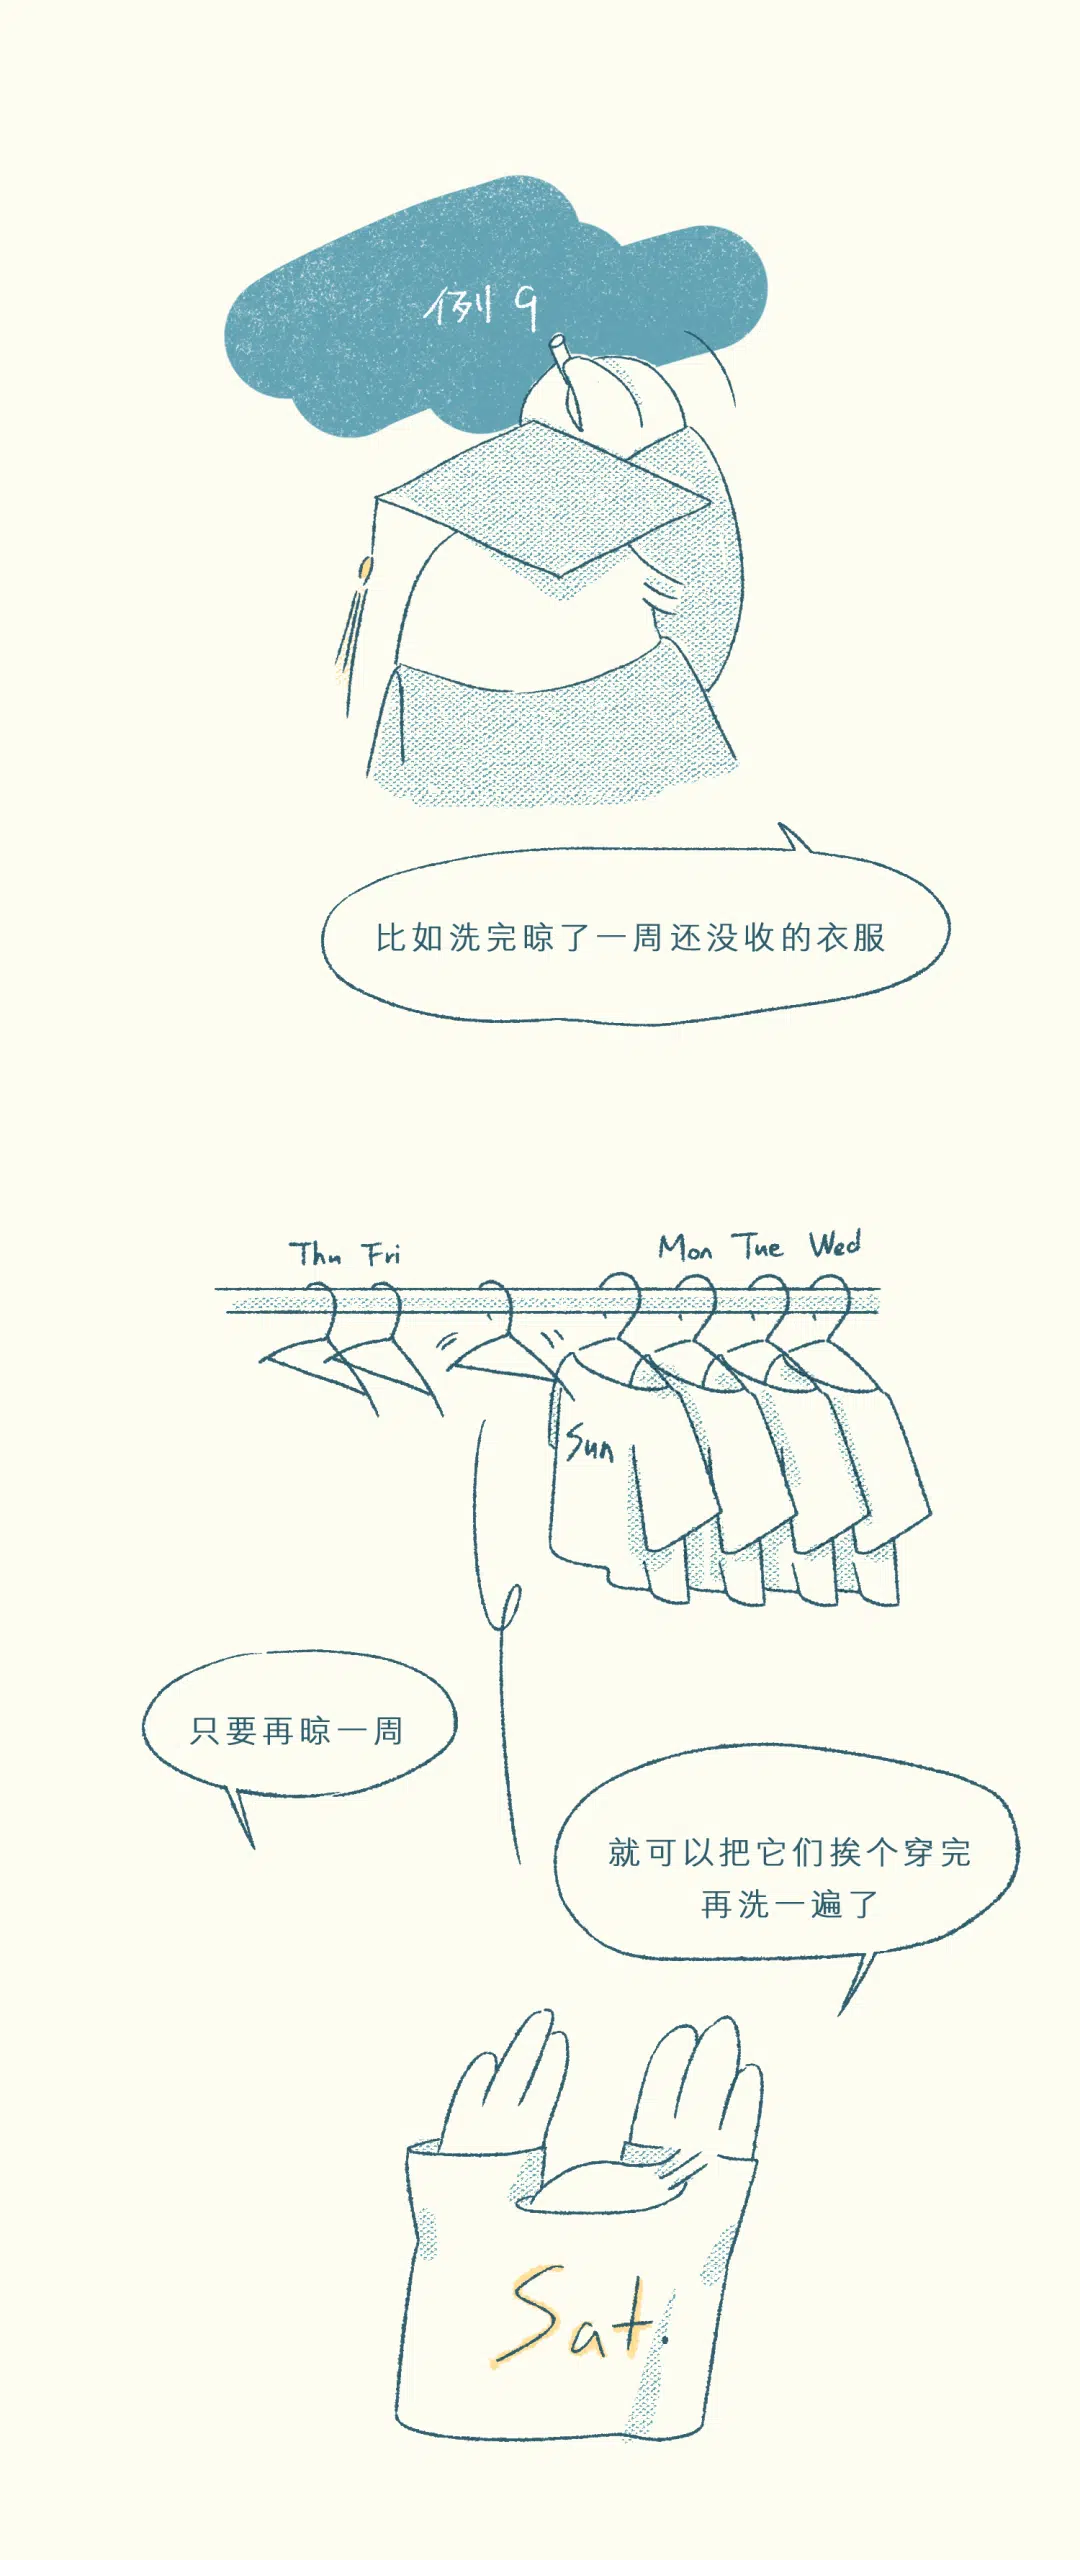 例 9
比如洗完晾了一周还没收的衣服
Thu Fri Mon Tue Wed
Sun
只要再晾一周
就可以把它们挨个穿完
再洗一遍了
Sat.